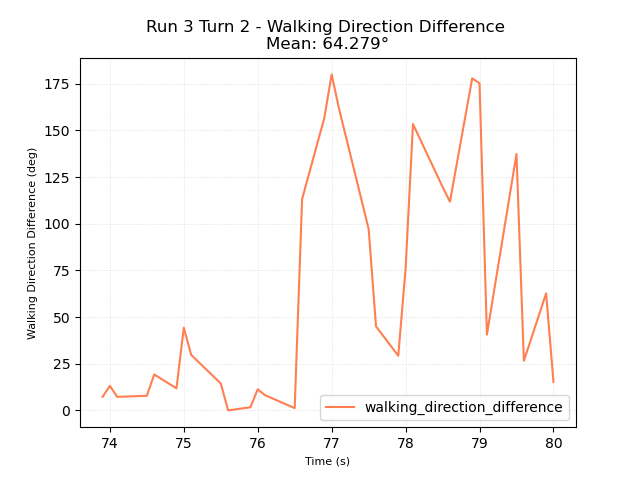 Run 3 Turn 2 - Walking Direction Difference
Mean: 64.279°
Walking Direction Difference (deg)
175
150
125
100
75
50
25
0
walking_direction_difference
74 75 76 77 78 79 80
Time (s)